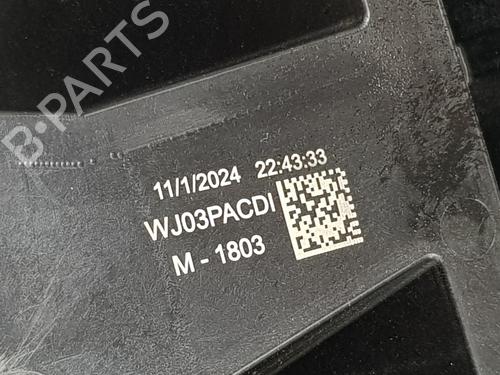 B·PARTS
11/1/2024 22:43:33
WJ03PACDI
M - 1803